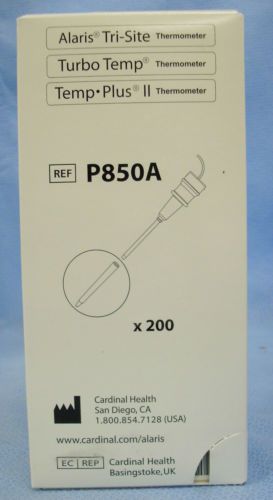 Alaris® Tri-Site Thermometer
Turbo Temp® Thermometer
Temp•Plus® II Thermometer
REF P850A
x 200
Cardinal Health
San Diego, CA
1.800.854.7128 (USA)
www.cardinal.com/alaris
EC REP Cardinal Health
Basingstoke,UK